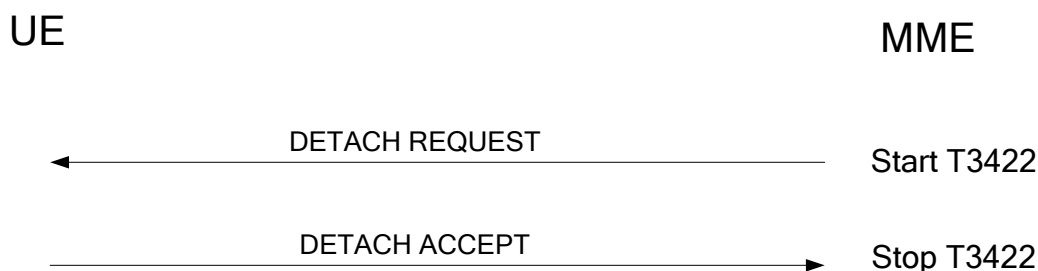 UE
MME
DETACH REQUEST
Start T3422
DETACH ACCEPT
Stop T3422